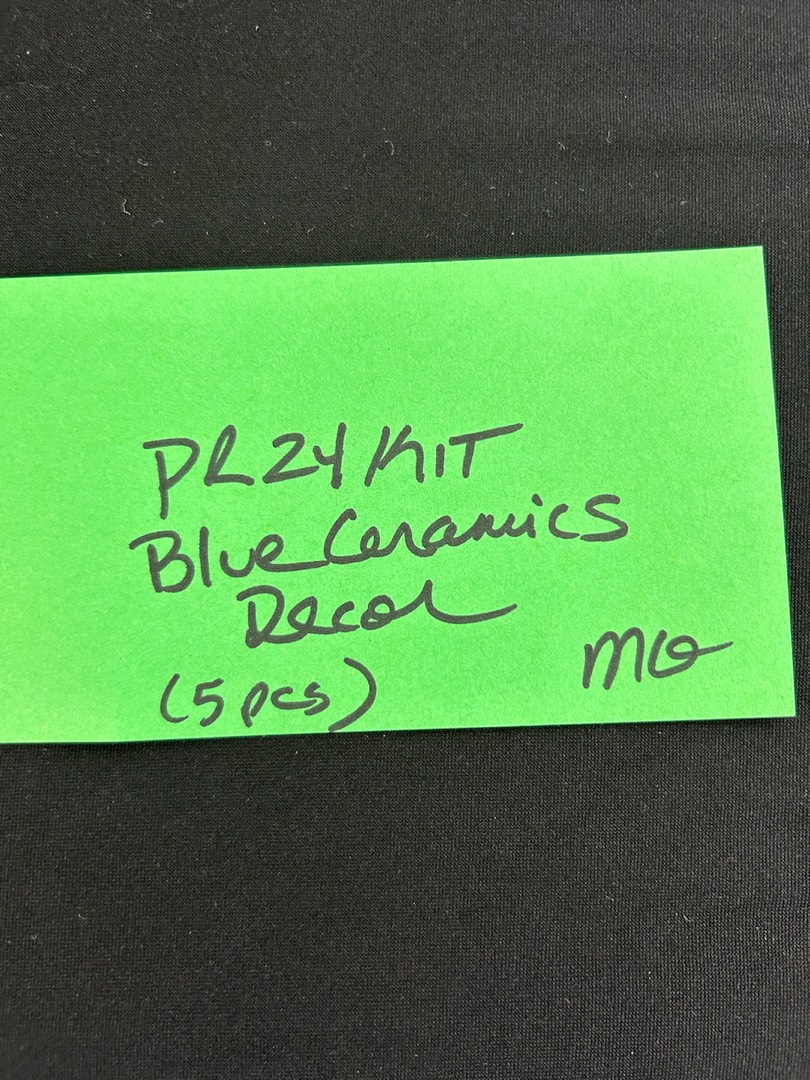 PR24 KIT
Blue Ceramics
Decor
(5 pcs)
MG